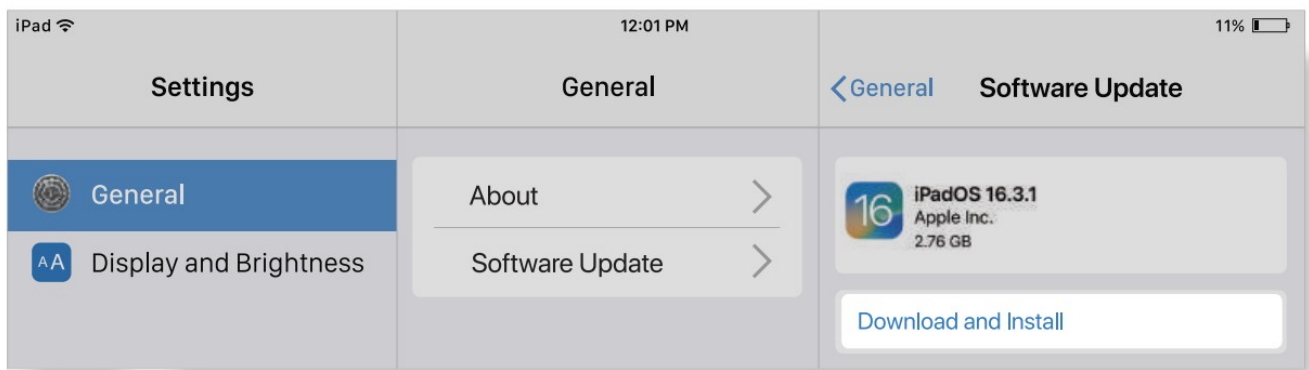 iPad
12:01 PM
11%
Settings
General
General
Software Update
General
AA Display and Brightness
About
Software Update
16
iPadOS 16.3.1
Apple Inc.
2.76 GB
Download and Install